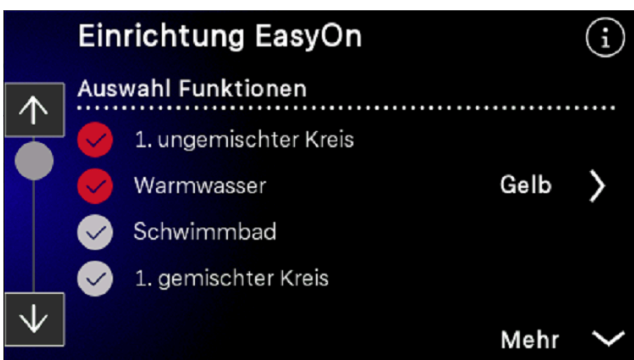 Einrichtung EasyOn
i
Auswahl Funktionen
1. ungemischter Kreis
Warmwasser Gelb
Schwimmbad
1. gemischter Kreis
Mehr